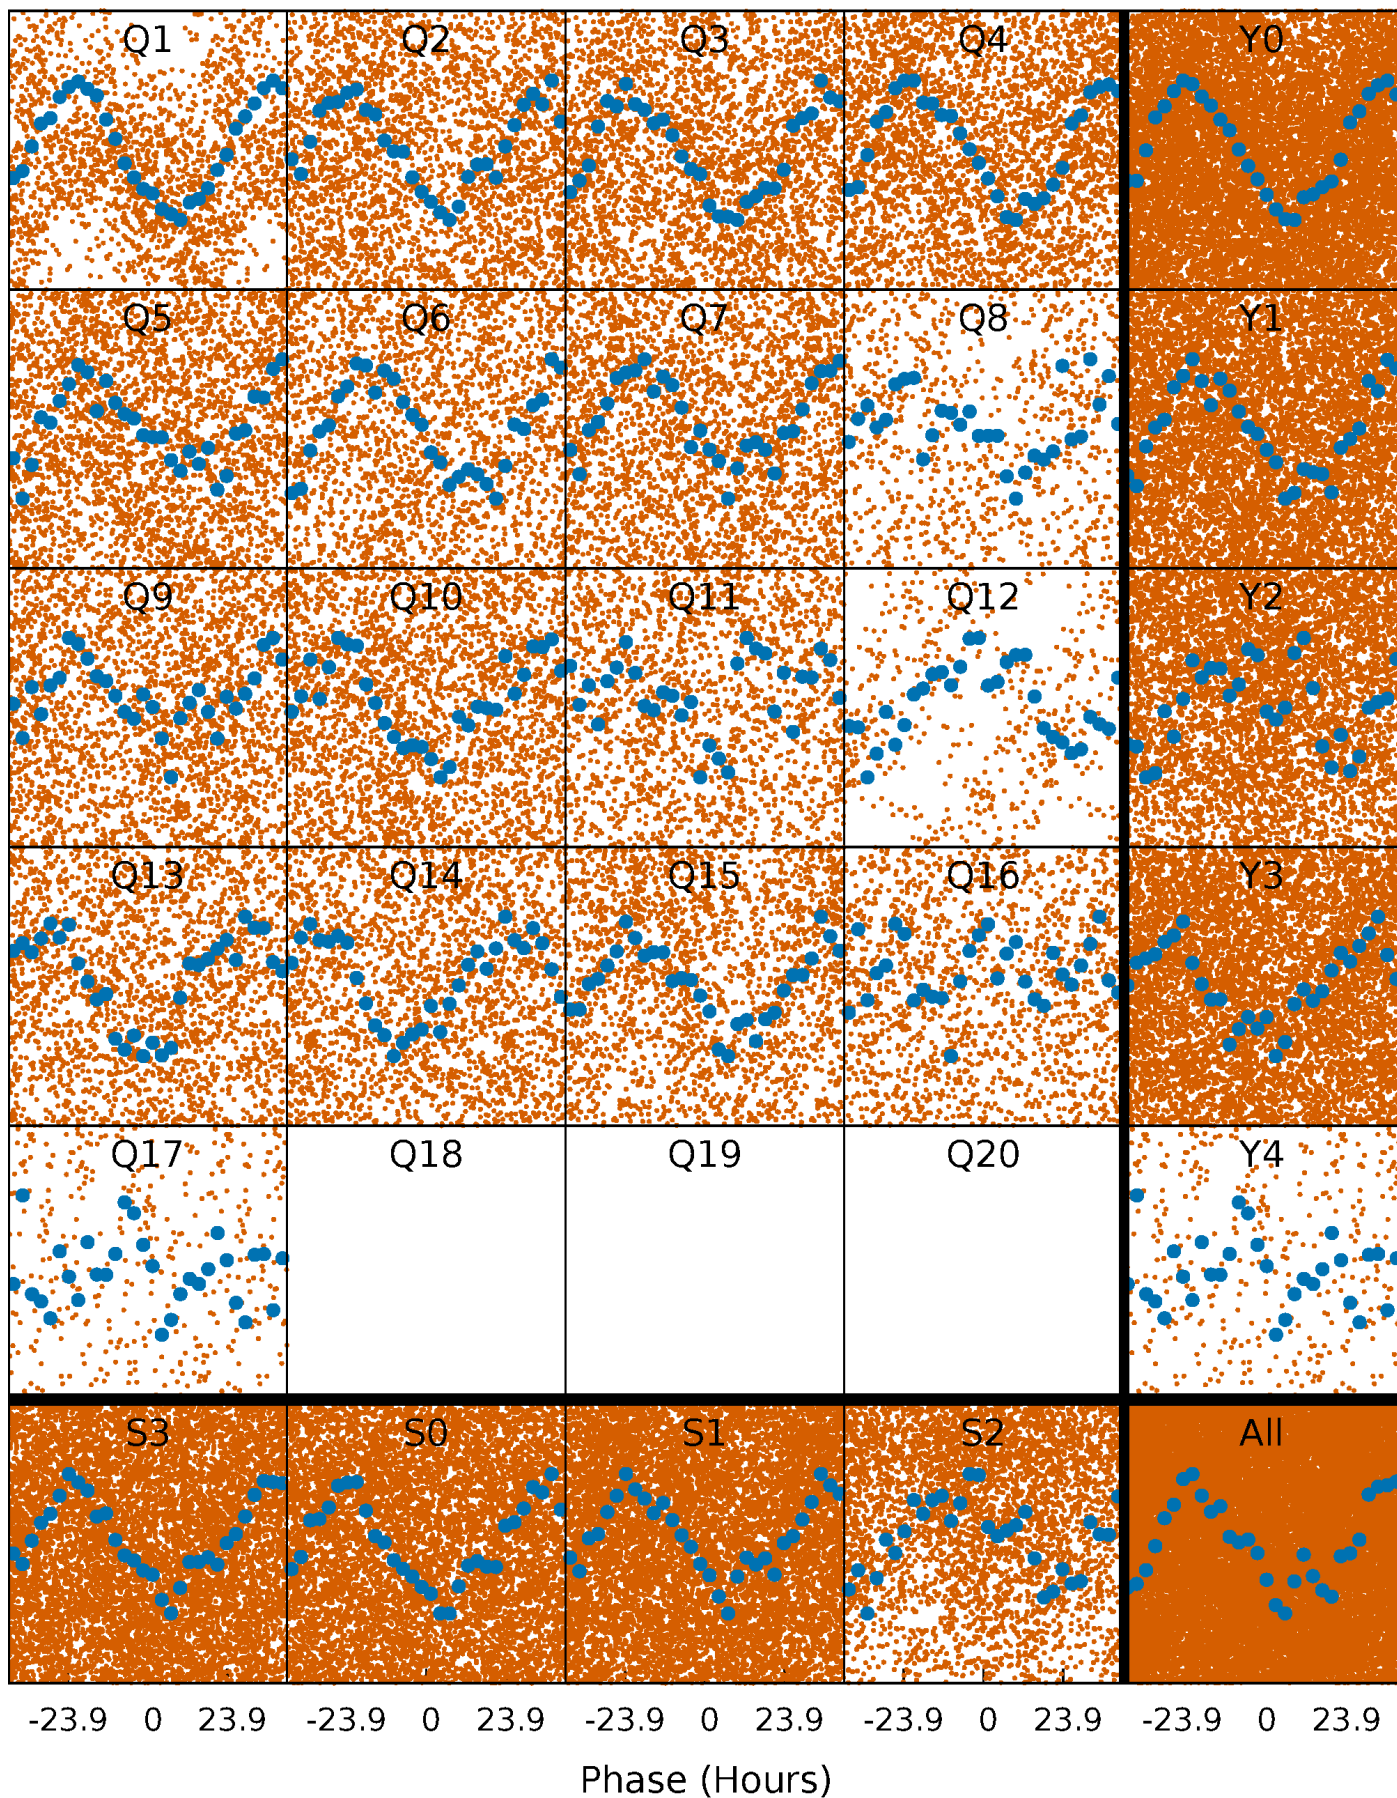 Q1 Q2 Q3 Q4 Y0
Q5 Q6 Q7 Q8 Y1
Q9 Q10 Q11 Q12 Y2
Q13 Q14 Q15 Q16 Y3
Q17 Q18 Q19 Q20 Y4
S3 S0 S1 S2 All
-23.9 0 23.9 -23.9 0 23.9 -23.9 0 23.9 -23.9 0 23.9 -23.9 0 23.9
Phase (Hours)